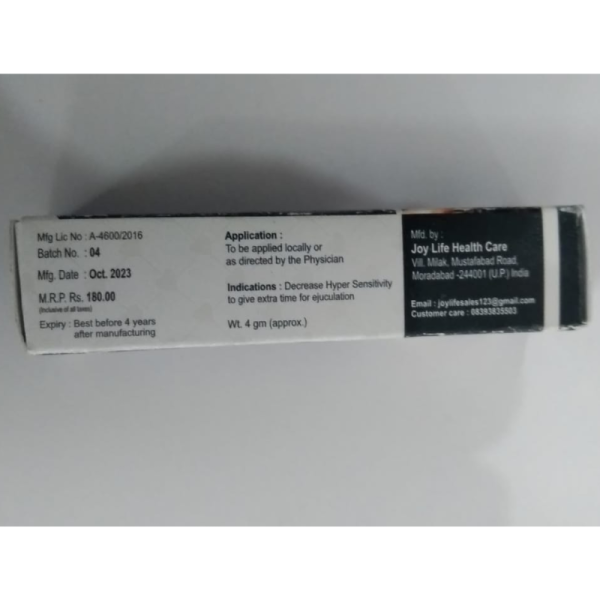 Mfg Lic No : A-4600/2016
Batch No. : 04
Mfg. Date : Oct. 2023
M.R.P. Rs. 180.00
(Inclusive of all taxes)
Expiry : Best before 4 years
after manufacturing
Application :
To be applied locally or
as directed by the Physician
Indications : Decrease Hyper Sensitivity
to give extra time for ejuculation
Wt. 4 gm (approx.)
Mfd. by :
Joy Life Health Care
Vill. Milak, Mustafabad Road,
Moradabad -244001 (U.P.) India
Email : joylifesales123@gmail.com
Customer care : 08393835503